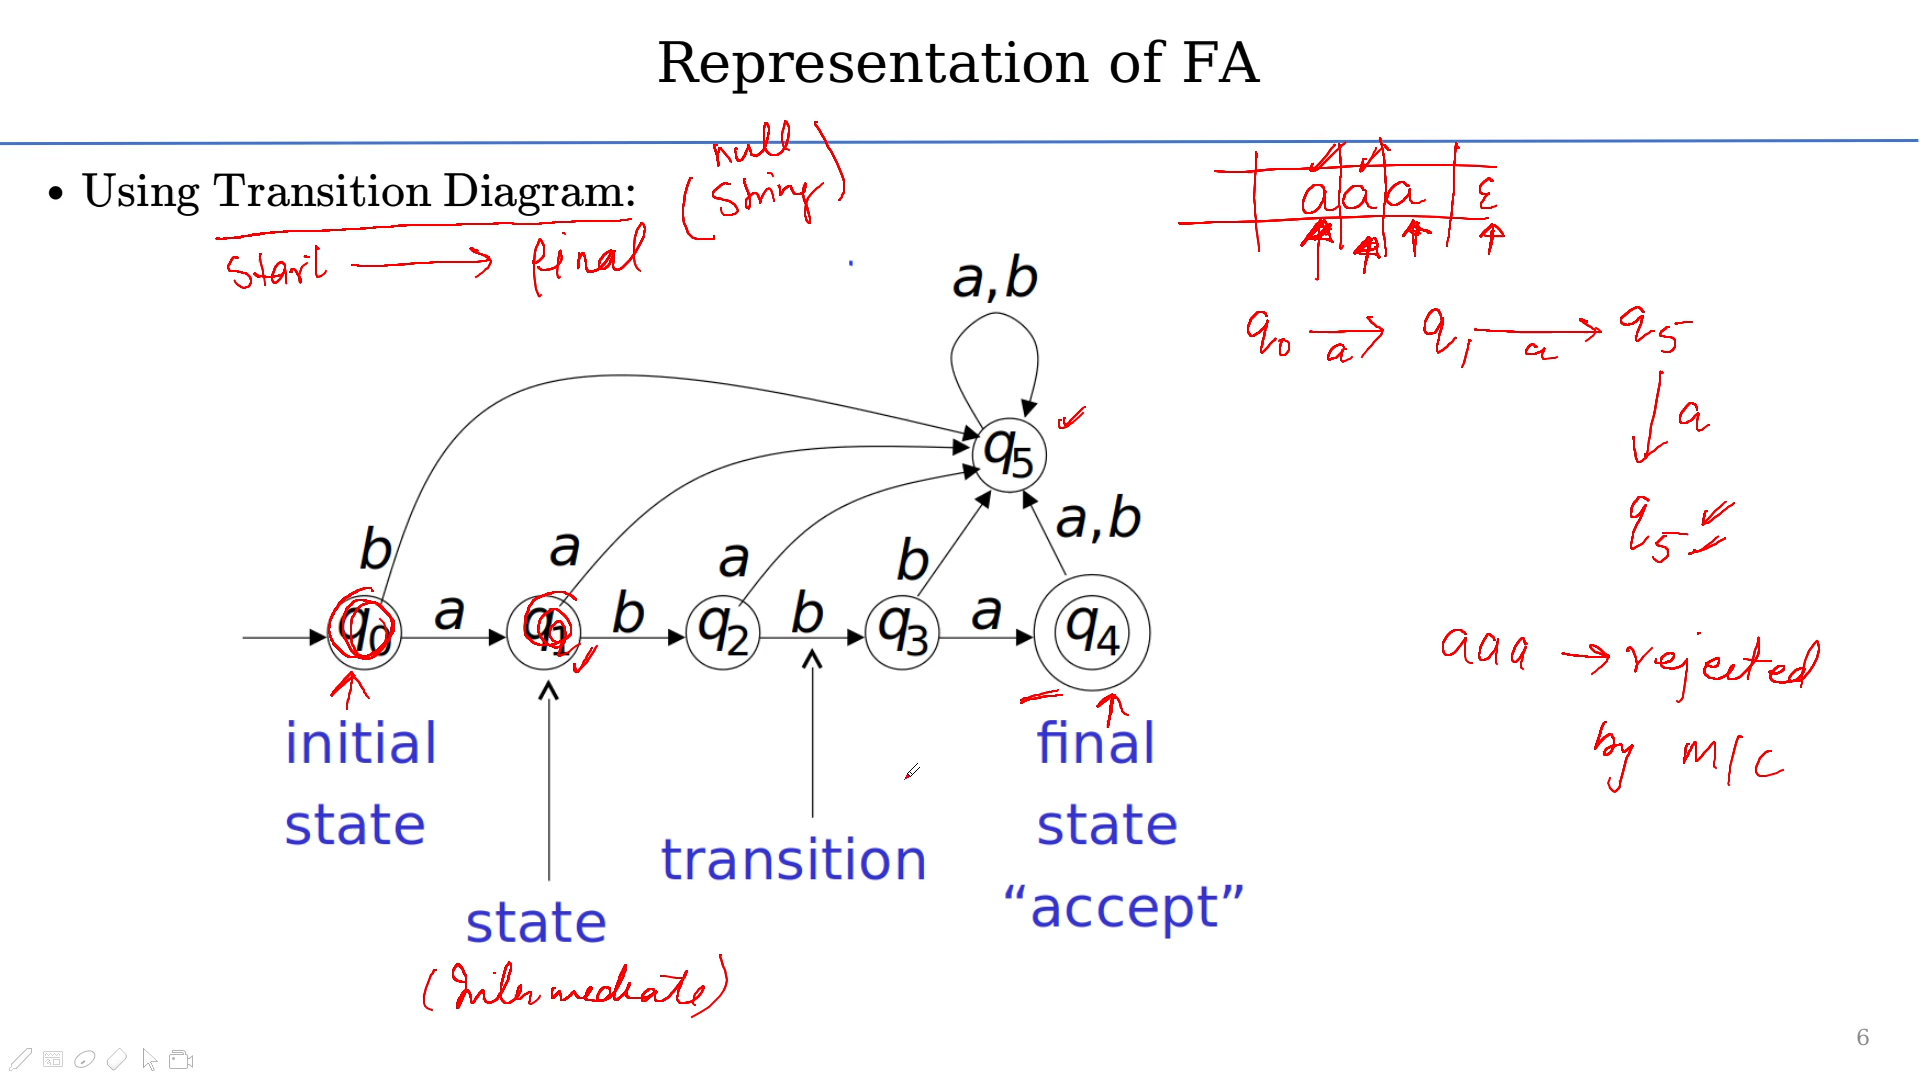 Representation of FA
null
(String)
• Using Transition Diagram:
start → final
a a a ε
q0 →a q1 →a q5
↓ a
q5
a,b
q5
a,b
b
a
a
b
q0
a
q1
b
q2
b
q3
a
q4
aaa → rejected
by m/c
initial
state
final
state
“accept”
transition
state
(Intermediate)
6